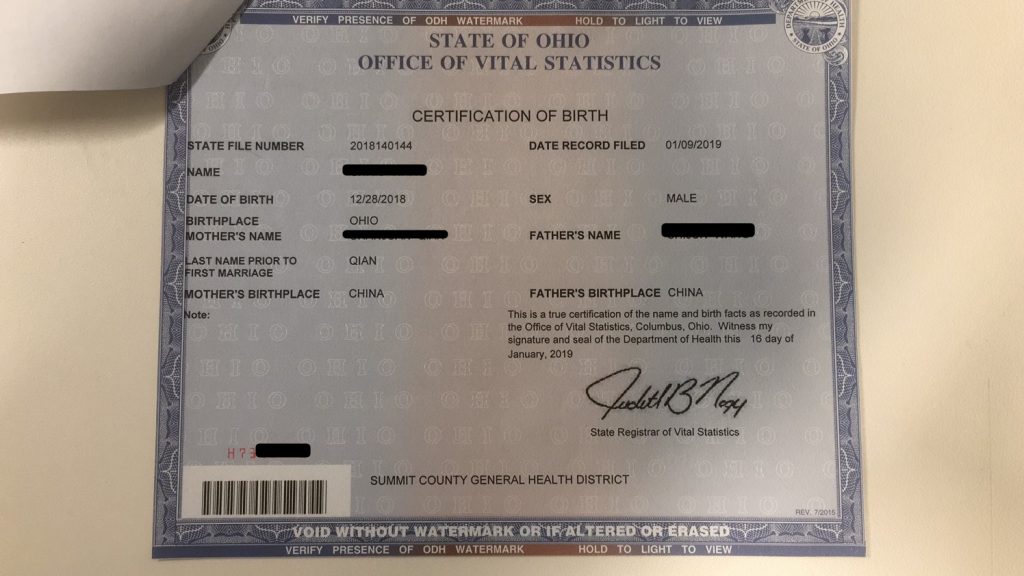 VERIFY PRESENCE OF ODH WATERMARK HOLD TO LIGHT TO VIEW
STATE OF OHIO
OFFICE OF VITAL STATISTICS
CERTIFICATION OF BIRTH
STATE FILE NUMBER 2018140144 DATE RECORD FILED 01/09/2019
NAME
DATE OF BIRTH 12/28/2018 SEX MALE
BIRTHPLACE OHIO
MOTHER'S NAME FATHER'S NAME
LAST NAME PRIOR TO QIAN
FIRST MARRIAGE
MOTHER'S BIRTHPLACE CHINA FATHER'S BIRTHPLACE CHINA
Note:
This is a true certification of the name and birth facts as recorded in
the Office of Vital Statistics, Columbus, Ohio. Witness my
signature and seal of the Department of Health this 16 day of
January, 2019
State Registrar of Vital Statistics
SUMMIT COUNTY GENERAL HEALTH DISTRICT
REV. 7/2015
VOID WITHOUT WATERMARK OR IF ALTERED OR ERASED
VERIFY PRESENCE OF ODH WATERMARK HOLD TO LIGHT TO VIEW